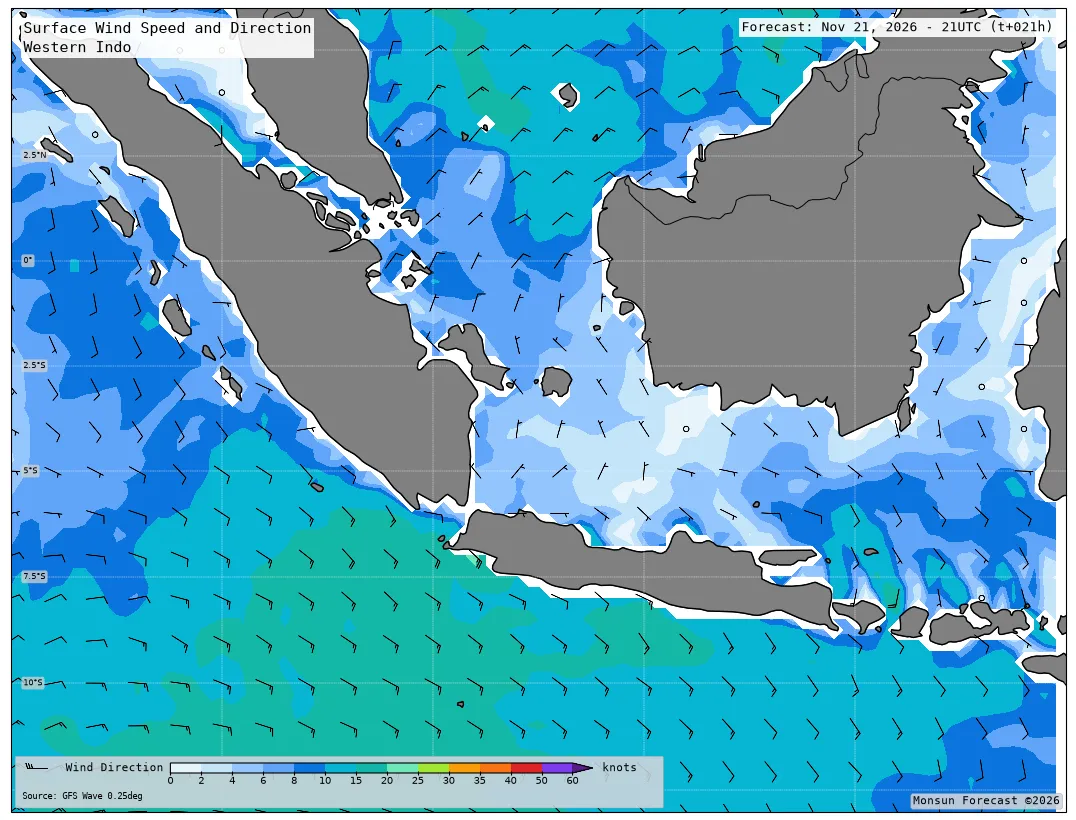 Surface Wind Speed and Direction
Western Indo
Forecast: Nov 21, 2026 - 21UTC (t+021h)
2.5°N
0°
2.5°S
5°S
7.5°S
10°S
Wind Direction
0 2 4 6 8 10 15 20 25 30 40 50 60
knots
Source: GFS Wave 0.25deg
Monsun Forecast ©2026